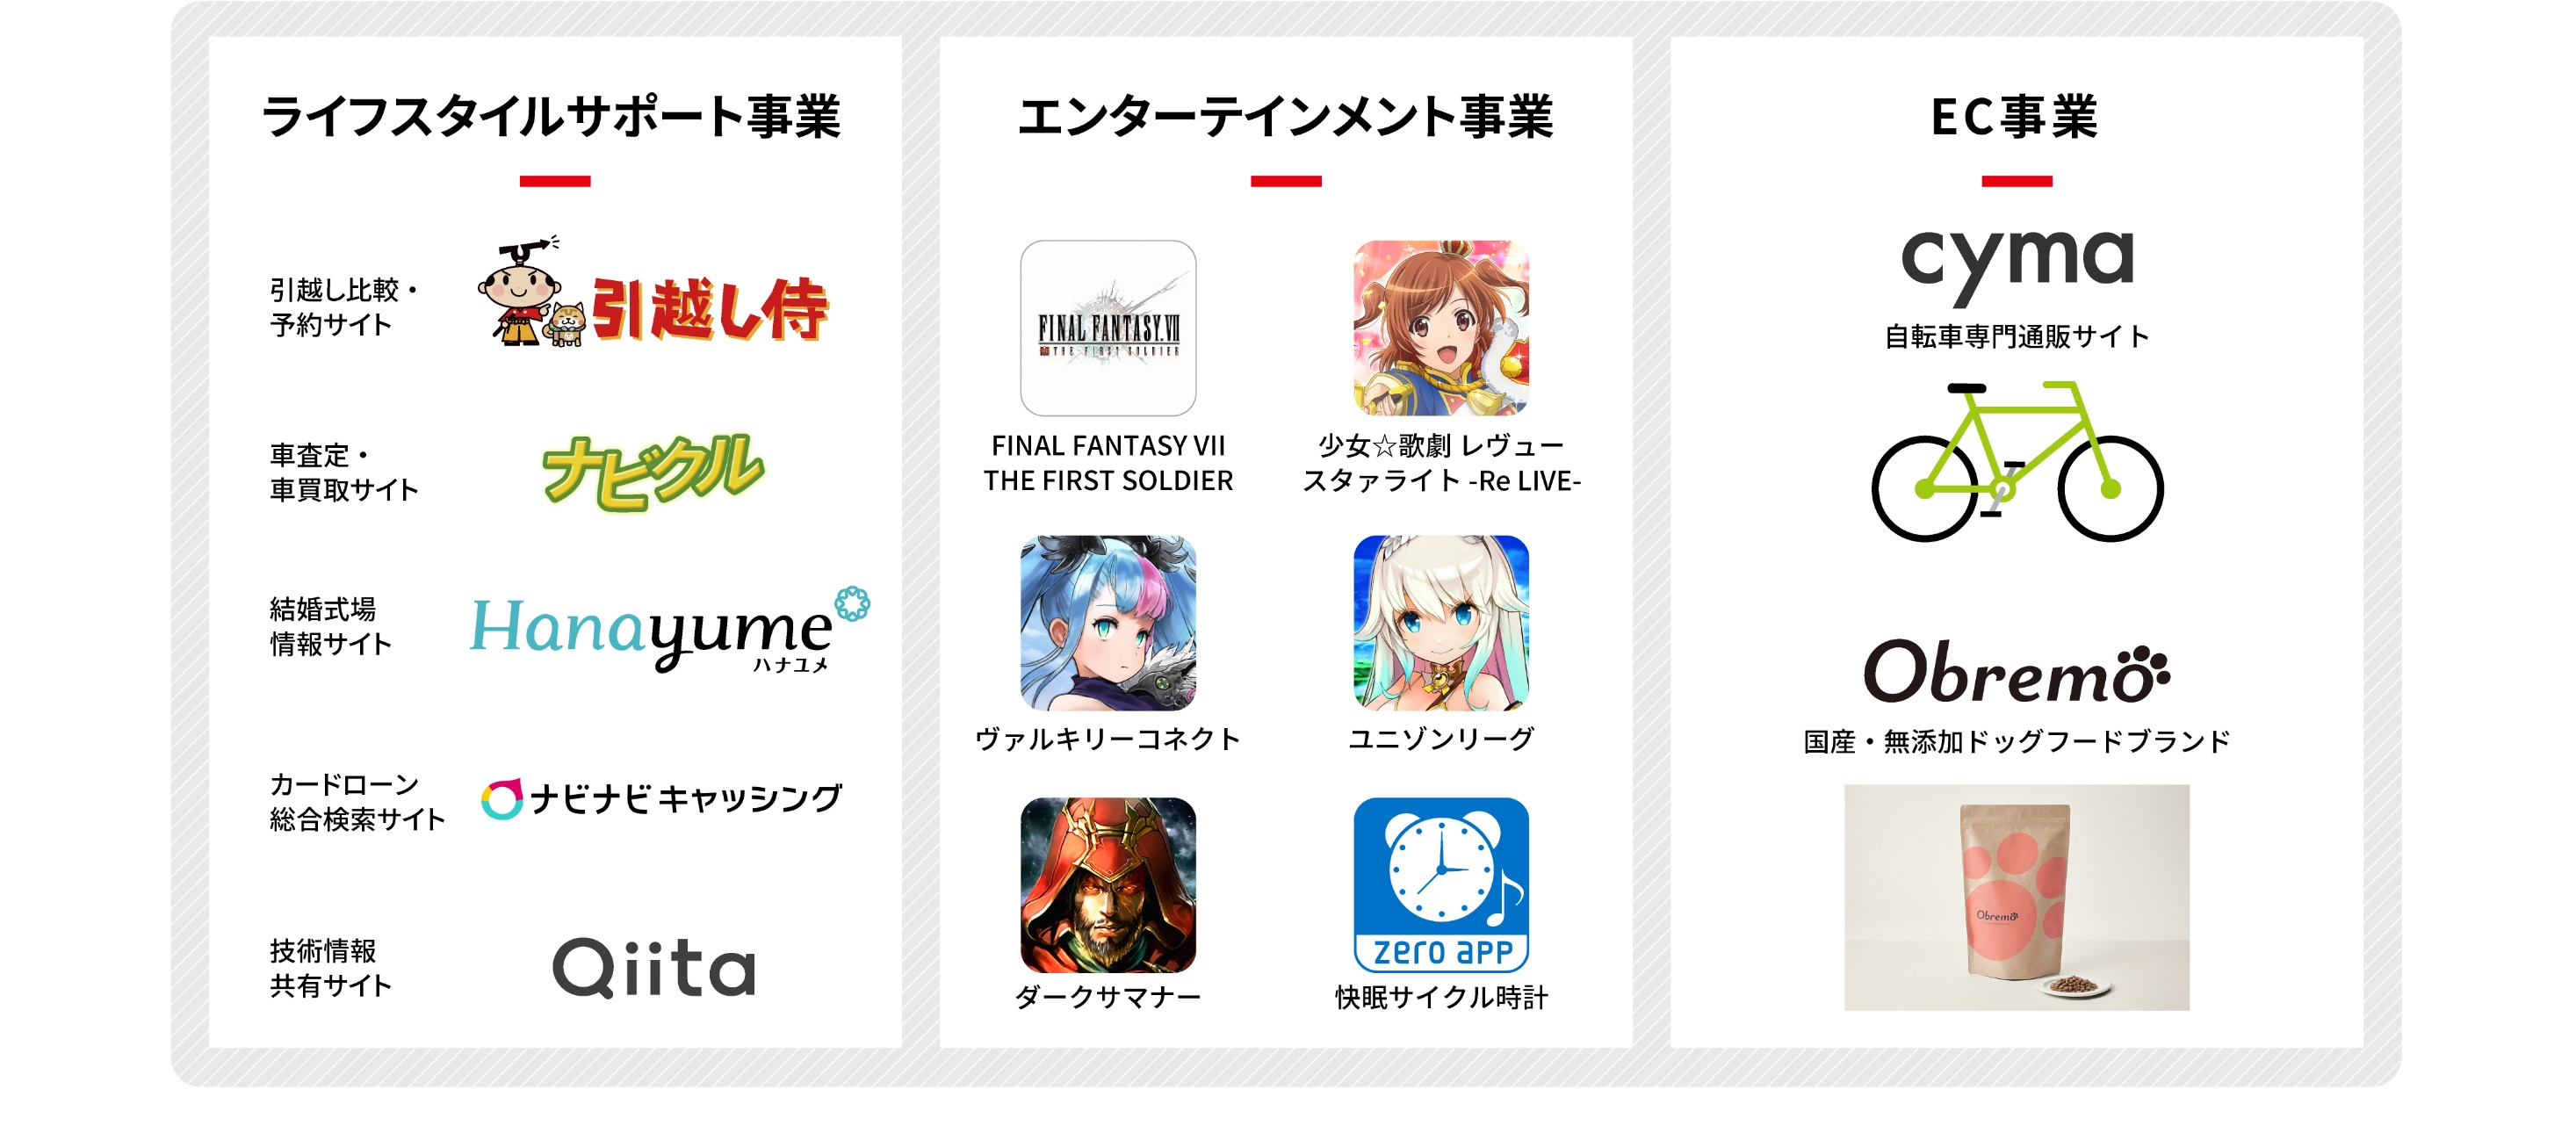 ライフスタイルサポート事業
引越し比較・
予約サイト
引越し侍
車査定・
車買取サイト
ナビクル
結婚式場
情報サイト
Hanayume
ハナユメ
カードローン
総合検索サイト
ナビナビキャッシング
技術情報
共有サイト
Qiita
エンターテインメント事業
FINAL FANTASY VII
THE FIRST SOLDIER
FINAL FANTASY VII
THE FIRST SOLDIER
少女☆歌劇 レヴュー
スタァライト -Re LIVE-
ヴァルキリーコネクト
ユニゾンリーグ
ダークサマナー
zero app
快眠サイクル時計
EC事業
cyma
自転車専門通販サイト
Obremo
国産・無添加ドッグフードブランド
Obremo